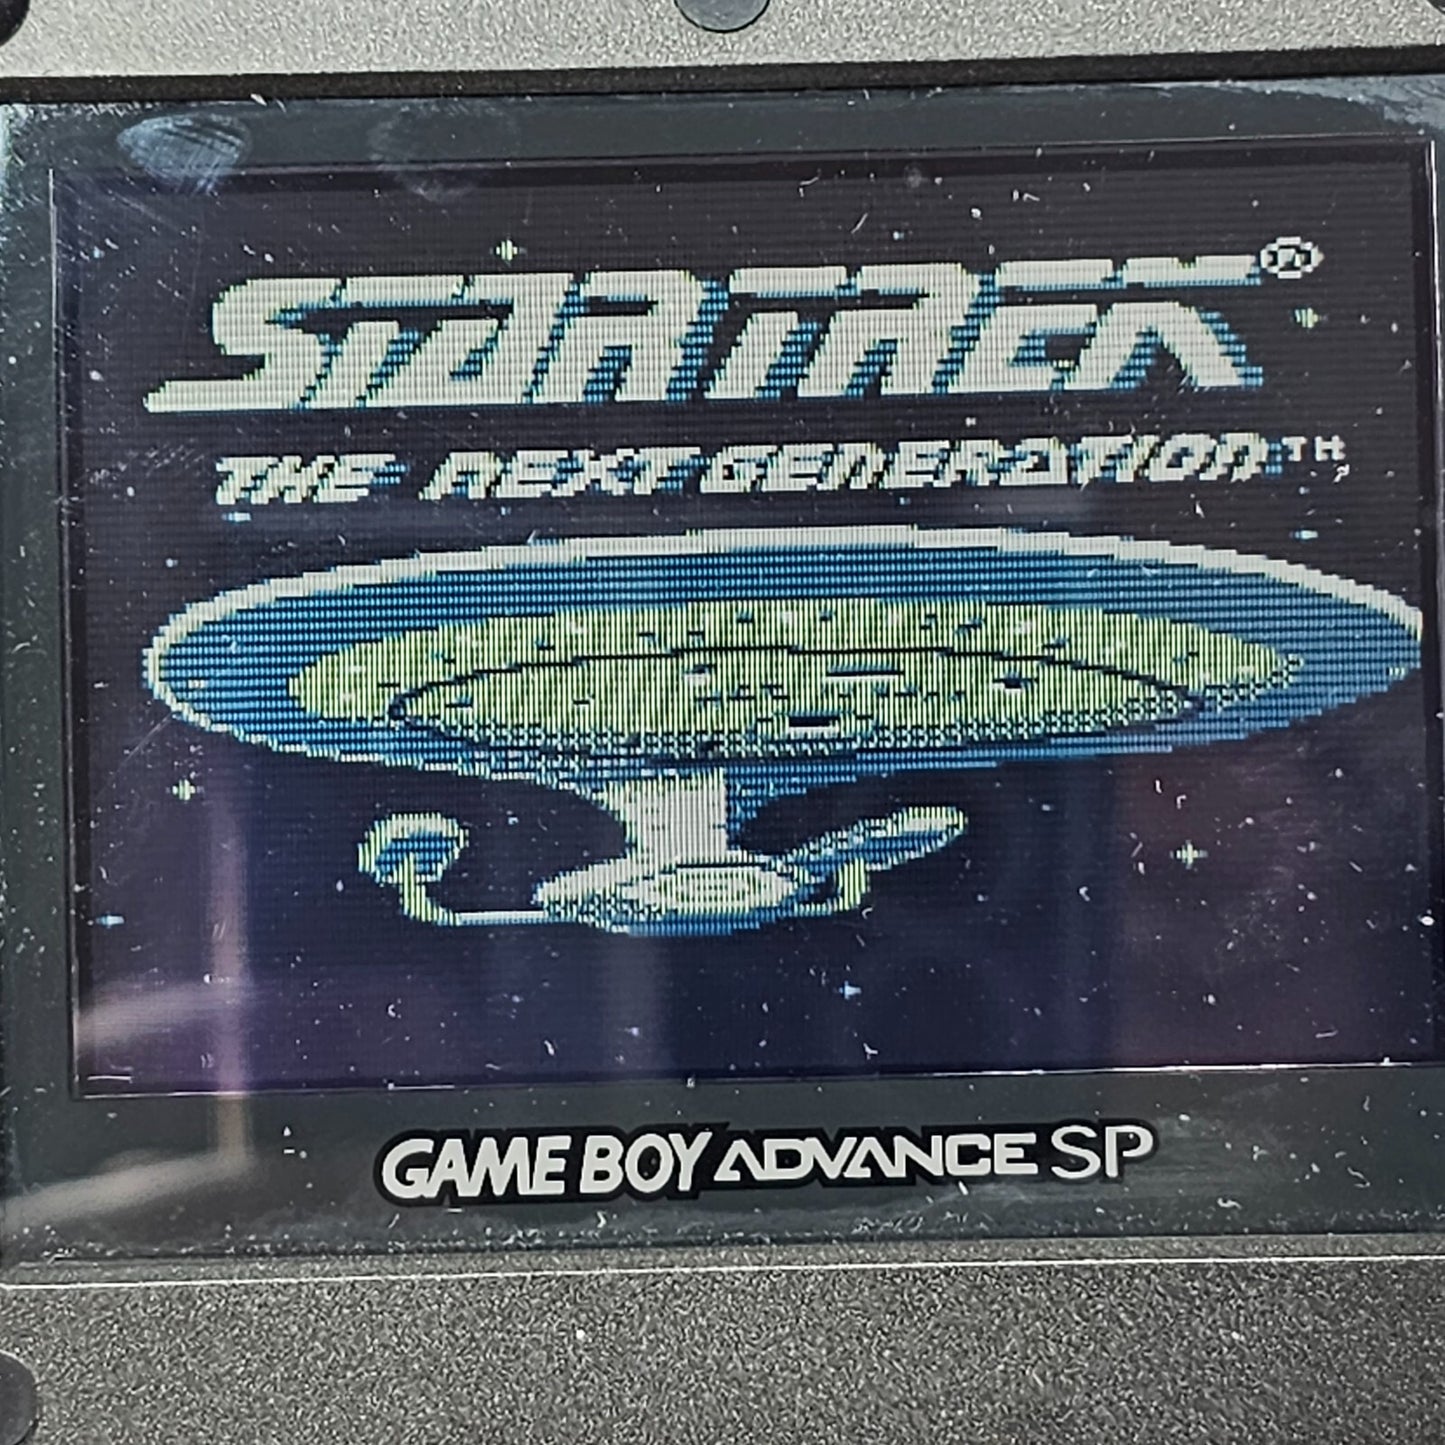 STAR TREK®
THE NEXT GENERATION™
GAME BOY ADVANCE SP